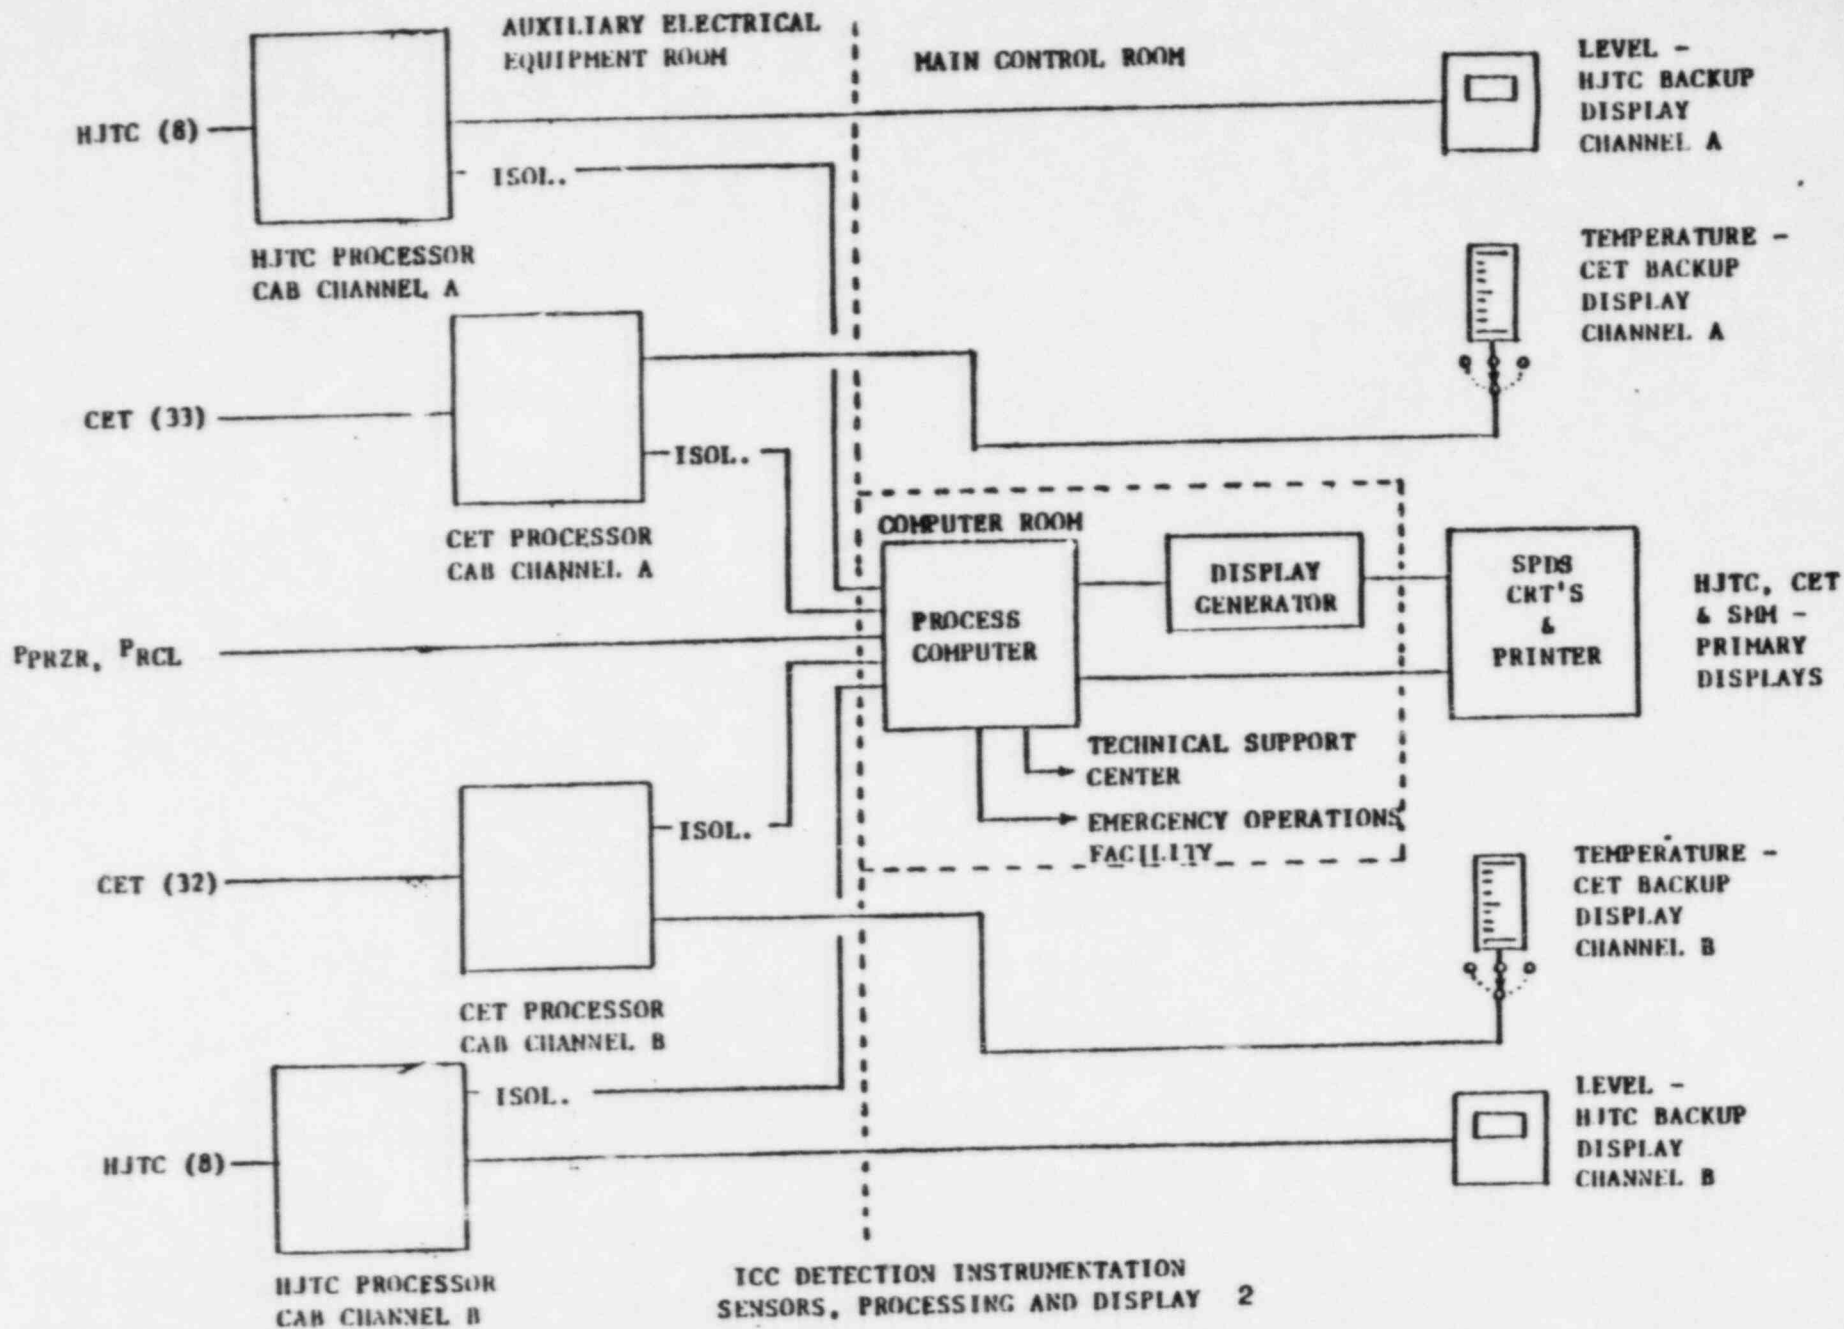 AUXILIARY ELECTRICAL
EQUIPMENT ROOM
MAIN CONTROL ROOM
LEVEL -
HJTC BACKUP
DISPLAY
CHANNEL A
HJTC (8)
ISOL.
HJTC PROCESSOR
CAB CHANNEL A
TEMPERATURE -
CET BACKUP
DISPLAY
CHANNEL A
CET (33)
ISOL.
CET PROCESSOR
CAB CHANNEL A
COMPUTER ROOM
PROCESS
COMPUTER
DISPLAY
GENERATOR
SPDS
CRT'S
&
PRINTER
HJTC, CET
& SMM -
PRIMARY
DISPLAYS
PPRZR, PRCL
TECHNICAL SUPPORT
CENTER
EMERGENCY OPERATIONS
FACILITY
CET (32)
ISOL.
CET PROCESSOR
CAB CHANNEL B
TEMPERATURE -
CET BACKUP
DISPLAY
CHANNEL B
HJTC (8)
ISOL.
HJTC PROCESSOR
CAB CHANNEL B
LEVEL -
HJTC BACKUP
DISPLAY
CHANNEL B
ICC DETECTION INSTRUMENTATION
SENSORS, PROCESSING AND DISPLAY 2